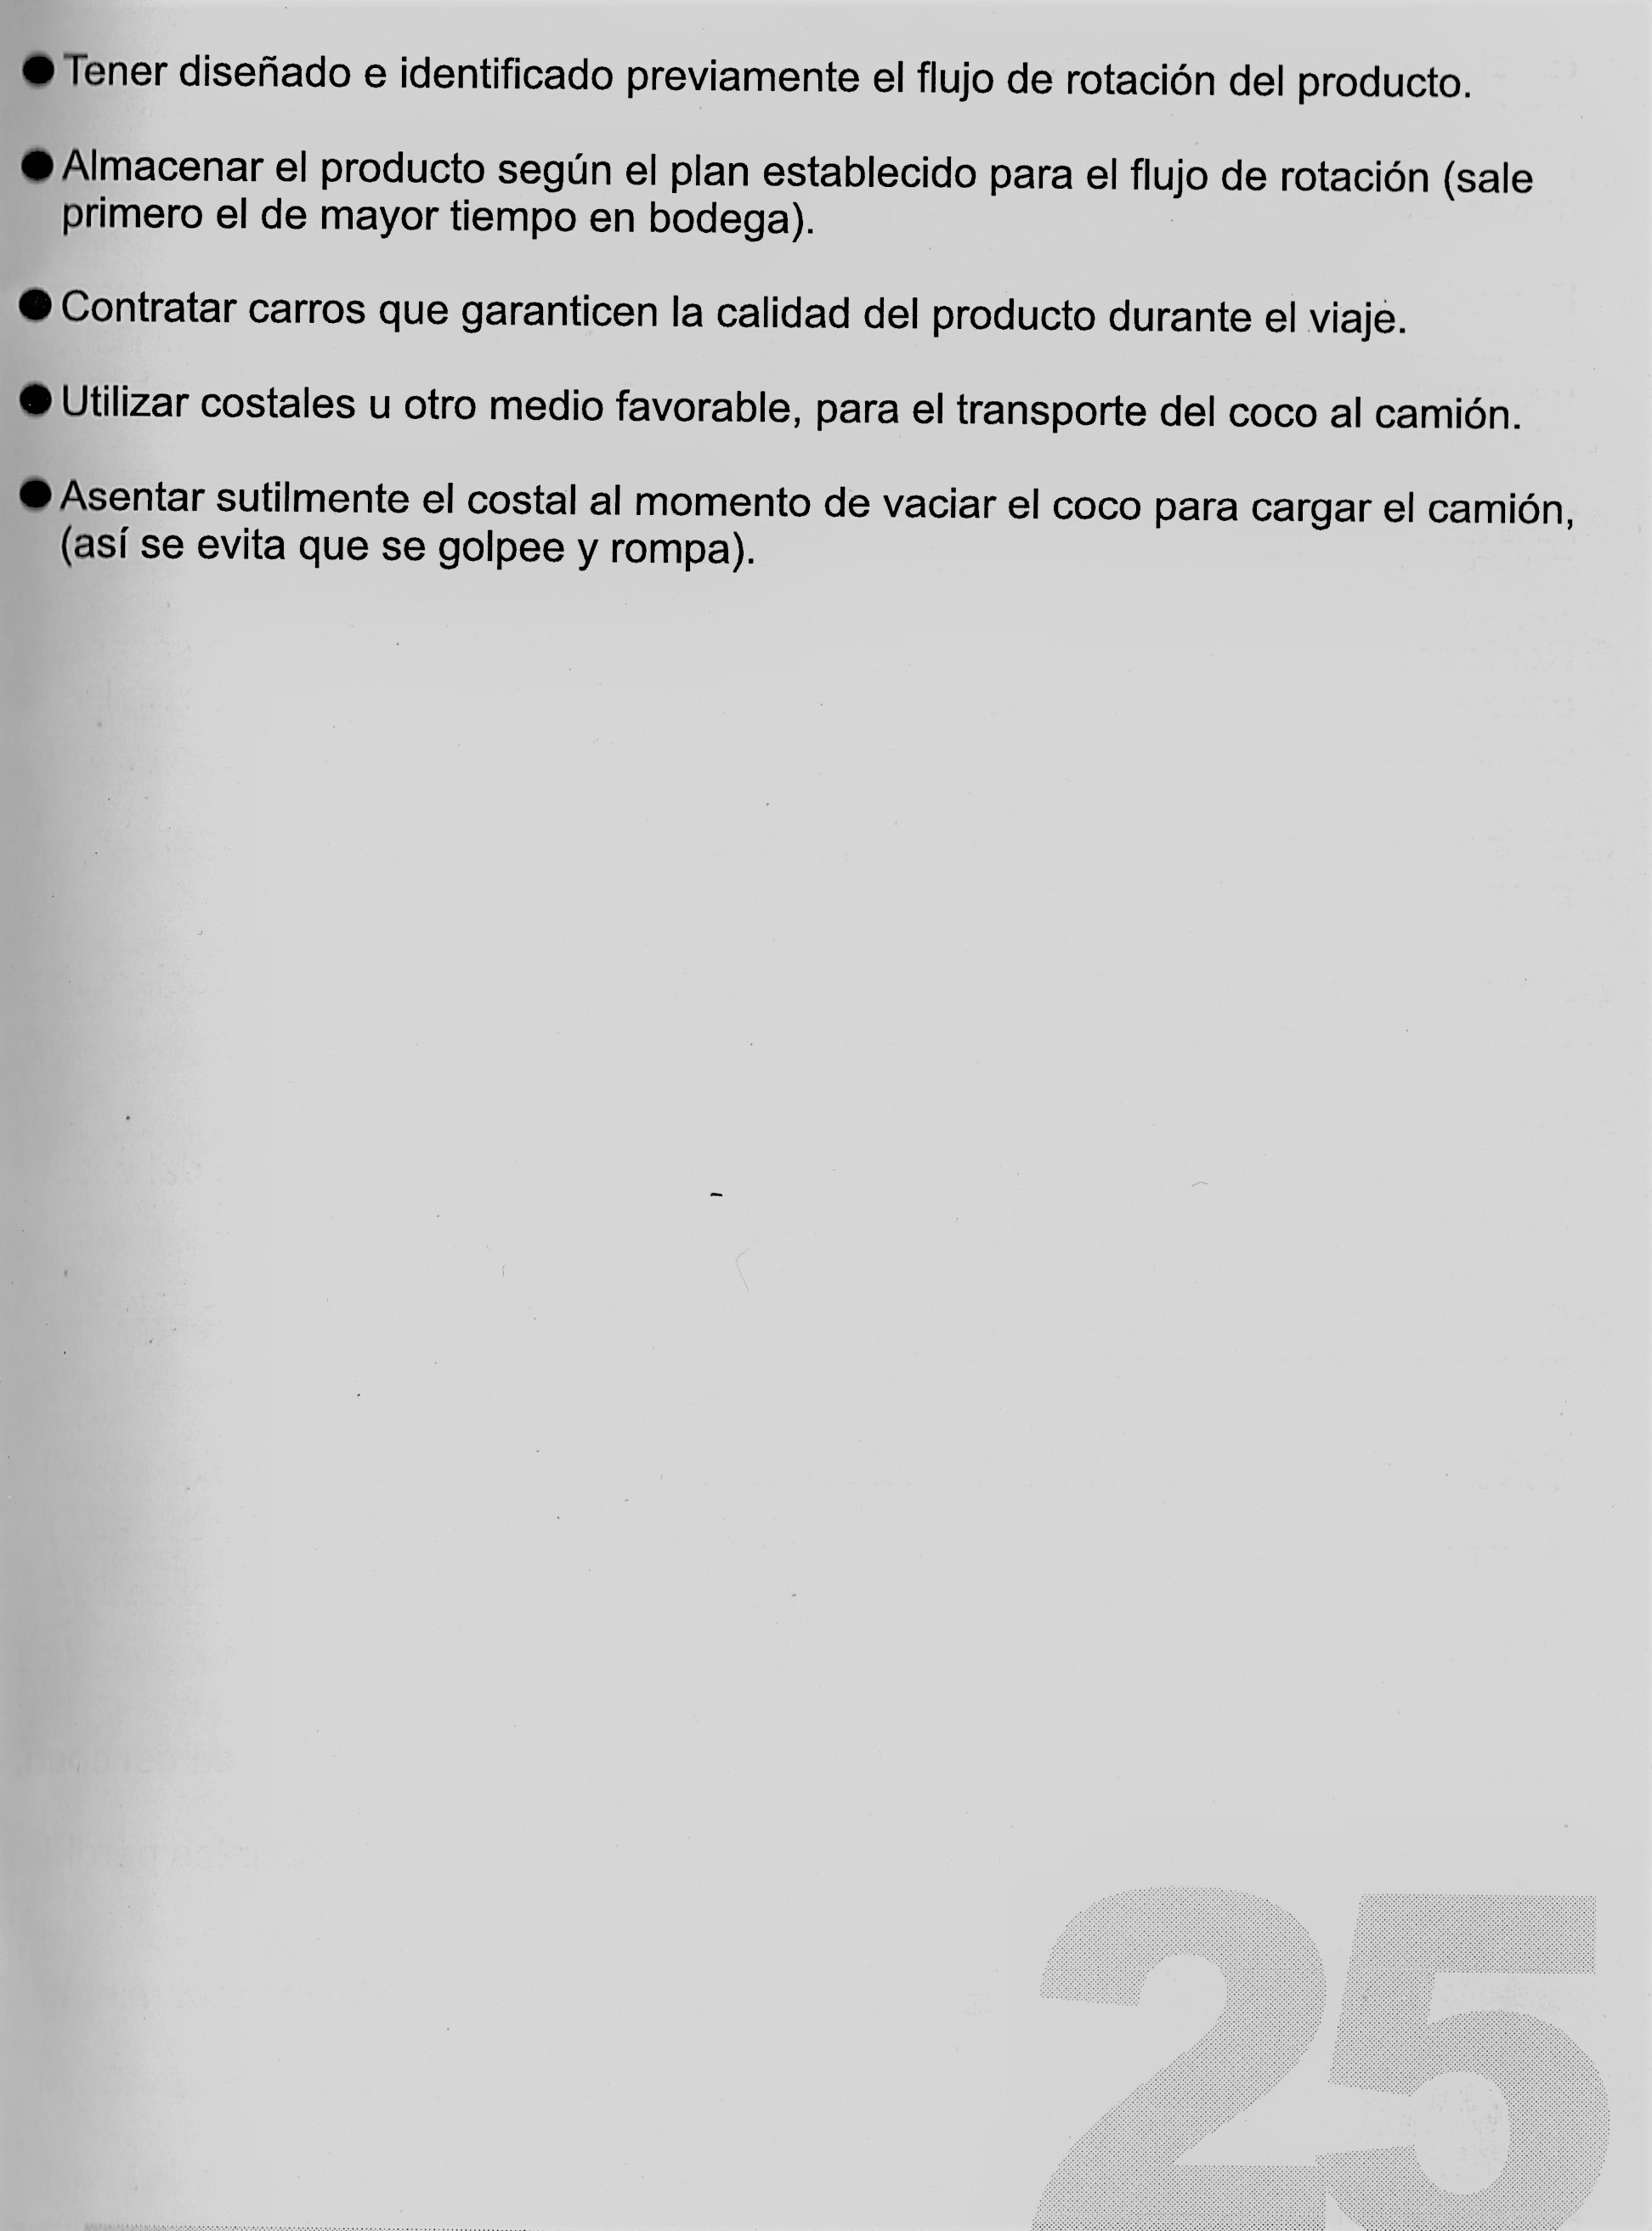 ● Tener diseñado e identificado previamente el flujo de rotación del producto.
● Almacenar el producto según el plan establecido para el flujo de rotación (sale
primero el de mayor tiempo en bodega).
● Contratar carros que garanticen la calidad del producto durante el viaje.
● Utilizar costales u otro medio favorable, para el transporte del coco al camión.
● Asentar sutilmente el costal al momento de vaciar el coco para cargar el camión,
(así se evita que se golpee y rompa).
25